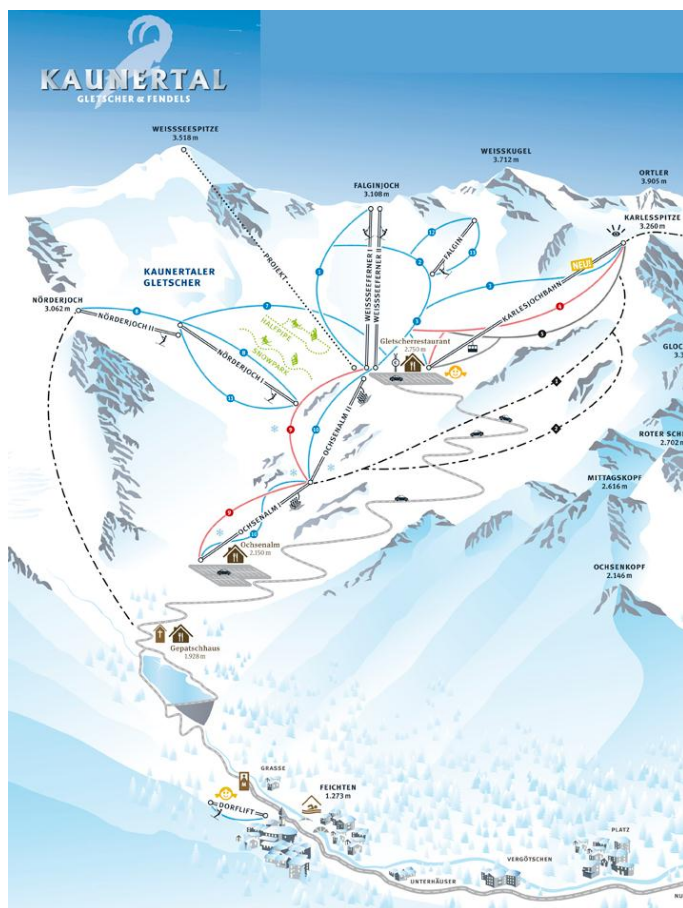 KAUNERTAL
GLETSCHER & FENDELS
WEISSSEESPITZE
3.518 m
WEISSKUGEL
3.712 m
FALGINJOCH
3.108 m
ORTLER
3.905 m
KARLESSPITZE
3.260 m
KAUNERTALER
GLETSCHER
PROJEKT
WEISSSEEFERNER I
WEISSSEEFERNER II
FALGIN
NEU!
KARLESJOCHBAHN
NÖRDERJOCH
3.062 m
NÖRDERJOCH II
NÖRDERJOCH I
HALFPIPE
SNOWPARK
Gletscherrestaurant
2.750 m
GLOC
3.
OCHSENALM II
ROTER SCH
2.702 m
MITTAGSKOPF
2.616 m
OCHSENALM I
Ochsenalm
2.150 m
OCHSENKOPF
2.146 m
Gepatschhaus
1.928 m
GRASSE
FEICHTEN
1.273 m
DORFLIFT
PLATZ
VERGÖTSCHEN
UNTERHÄUSER
NU